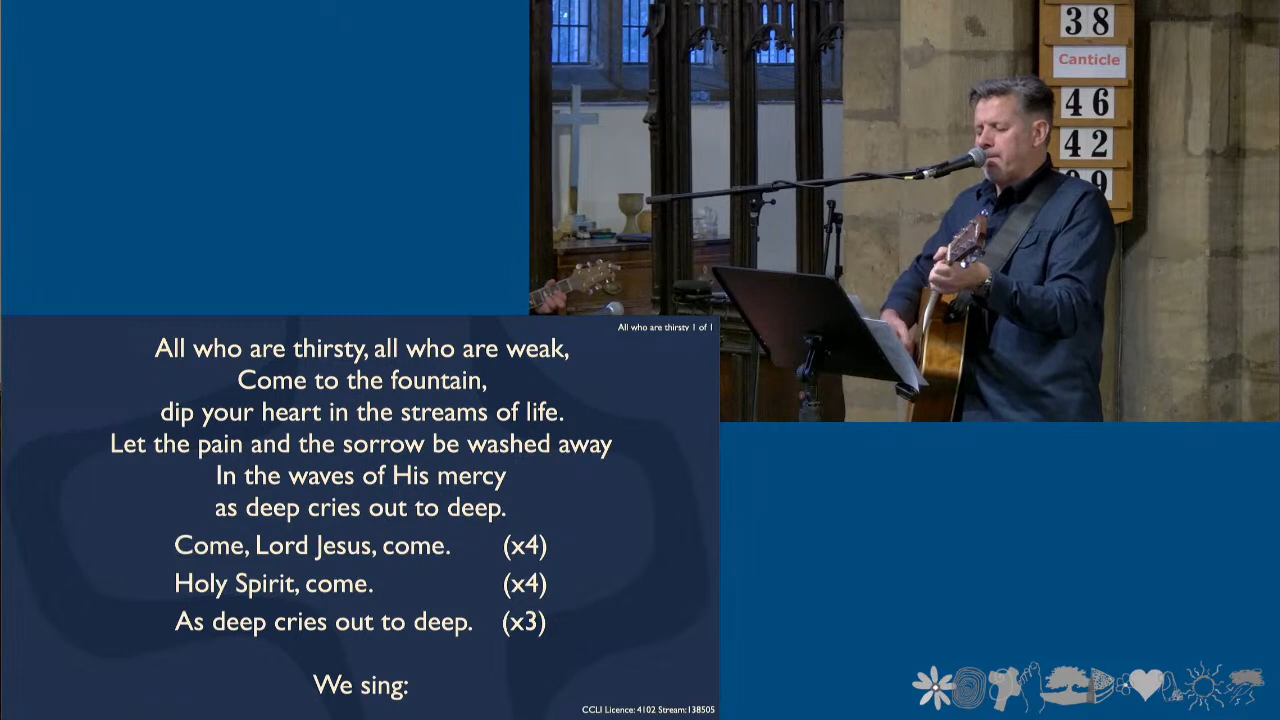 38
Canticle
46
42
All who are thirsty 1 of 1
All who are thirsty, all who are weak,
Come to the fountain,
dip your heart in the streams of life.
Let the pain and the sorrow be washed away
In the waves of His mercy
as deep cries out to deep.
Come, Lord Jesus, come. (x4)
Holy Spirit, come. (x4)
As deep cries out to deep. (x3)
We sing:
CCLI Licence: 4102 Stream:138505